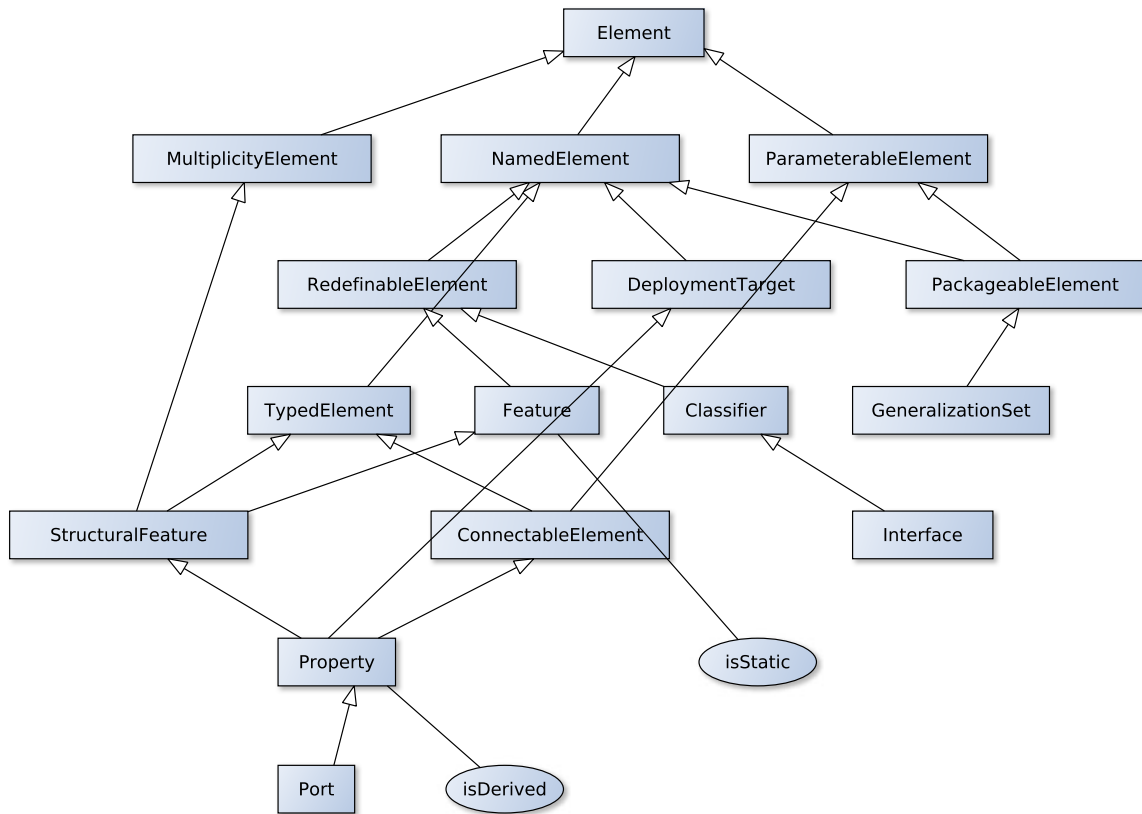 Element
MultiplicityElement
NamedElement
ParameterableElement
RedefinableElement
DeploymentTarget
PackageableElement
TypedElement
Feature
Classifier
GeneralizationSet
StructuralFeature
ConnectableElement
Interface
Property
isStatic
Port
isDerived